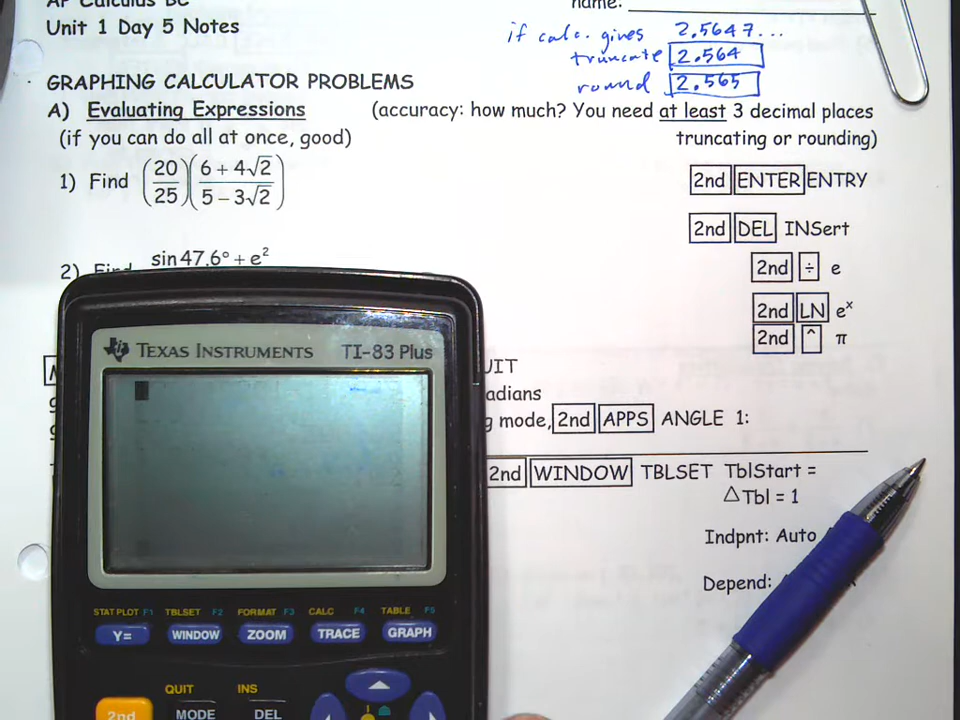 AP Calculus BC name:
Unit 1 Day 5 Notes
if calc. gives 2.5647...
truncate 2.564
round 2.565
GRAPHING CALCULATOR PROBLEMS
A) Evaluating Expressions (accuracy: how much? You need at least 3 decimal places
(if you can do all at once, good) truncating or rounding)
1) Find (20/25)((6 + 4√2)/(5 − 3√2)) 2nd ENTER ENTRY
2nd DEL INSert
2) Find sin 47.6° + e²
2nd ÷ e
2nd LN eˣ
2nd ^ π
TEXAS INSTRUMENTS TI-83 Plus
UIT
adians
g mode, 2nd APPS ANGLE 1:
2nd WINDOW TBLSET TblStart =
△Tbl = 1
Indpnt: Auto
Depend:
STAT PLOT F1 TBLSET F2 FORMAT F3 CALC F4 TABLE F5
Y= WINDOW ZOOM TRACE GRAPH
QUIT INS
2nd MODE DEL